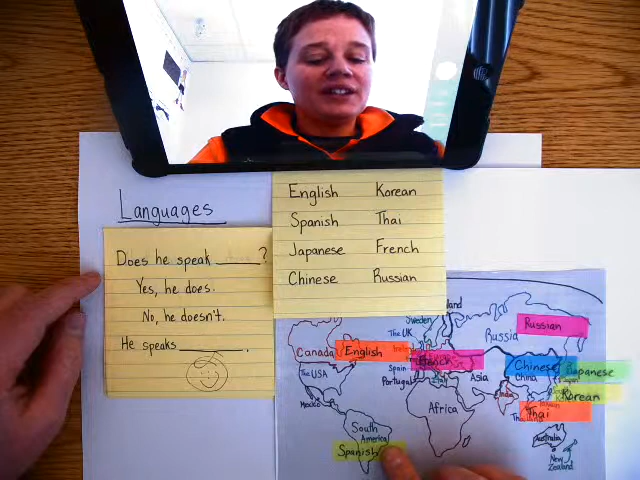 Languages
Does he speak ____?
Yes, he does.
No, he doesn't.
He speaks ____.
English Korean
Spanish Thai
Japanese French
Chinese Russian
Sweden
The UK
Russia
Russian
Canada
English
The USA
Spain
Portugal
Asia
Chinese
China
Japanese
Korean
Mexico
Africa
India
Thai
South
America
Spanish
Australia
New
Zealand